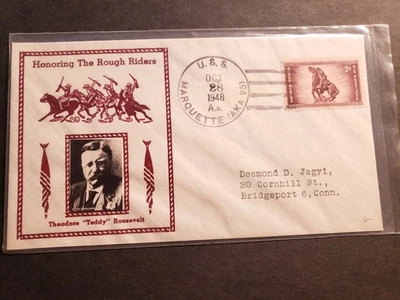 Honoring The Rough Riders
Theodore "Teddy" Roosevelt
U.S.S.
OCT
28
1948
A.M.
MARQUETTE (AKA 95)
3¢
Desmond D. Jagyi,
30 Cornhill St.,
Bridgeport 6, Conn.